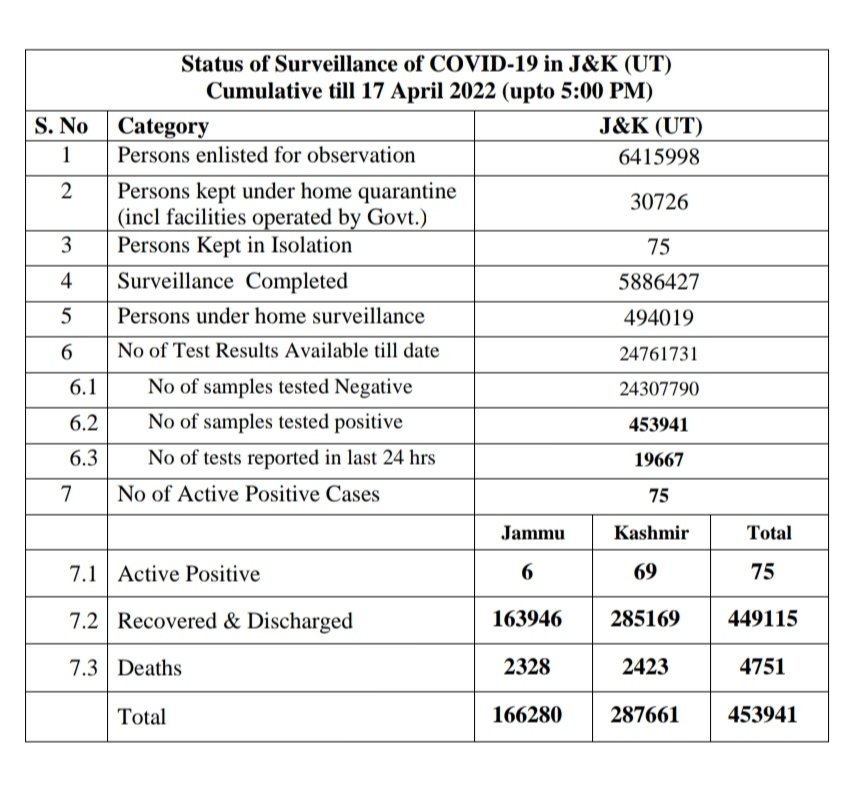 Status of Surveillance of COVID-19 in J&K (UT)
Cumulative till 17 April 2022 (upto 5:00 PM)
S. No Category J&K (UT)
1 Persons enlisted for observation 6415998
2 Persons kept under home quarantine
(incl facilities operated by Govt.) 30726
3 Persons Kept in Isolation 75
4 Surveillance Completed 5886427
5 Persons under home surveillance 494019
6 No of Test Results Available till date 24761731
6.1 No of samples tested Negative 24307790
6.2 No of samples tested positive 453941
6.3 No of tests reported in last 24 hrs 19667
7 No of Active Positive Cases 75
Jammu Kashmir Total
7.1 Active Positive 6 69 75
7.2 Recovered & Discharged 163946 285169 449115
7.3 Deaths 2328 2423 4751
Total 166280 287661 453941